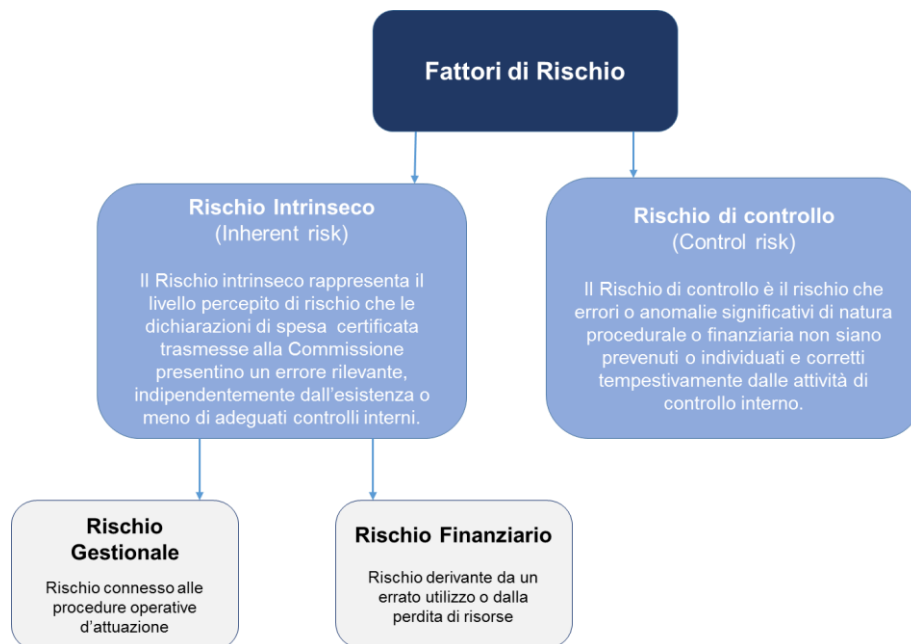 Fattori di Rischio
Rischio Intrinseco
(Inherent risk)
Il Rischio intrinseco rappresenta il
livello percepito di rischio che le
dichiarazioni di spesa certificata
trasmesse alla Commissione
presentino un errore rilevante,
indipendentemente dall'esistenza o
meno di adeguati controlli interni.
Rischio di controllo
(Control risk)
Il Rischio di controllo è il rischio che
errori o anomalie significativi di natura
procedurale o finanziaria non siano
prevenuti o individuati e corretti
tempestivamente dalle attività di
controllo interno.
Rischio
Gestionale
Rischio connesso alle
procedure operative
d'attuazione
Rischio Finanziario
Rischio derivante da un
errato utilizzo o dalla
perdita di risorse